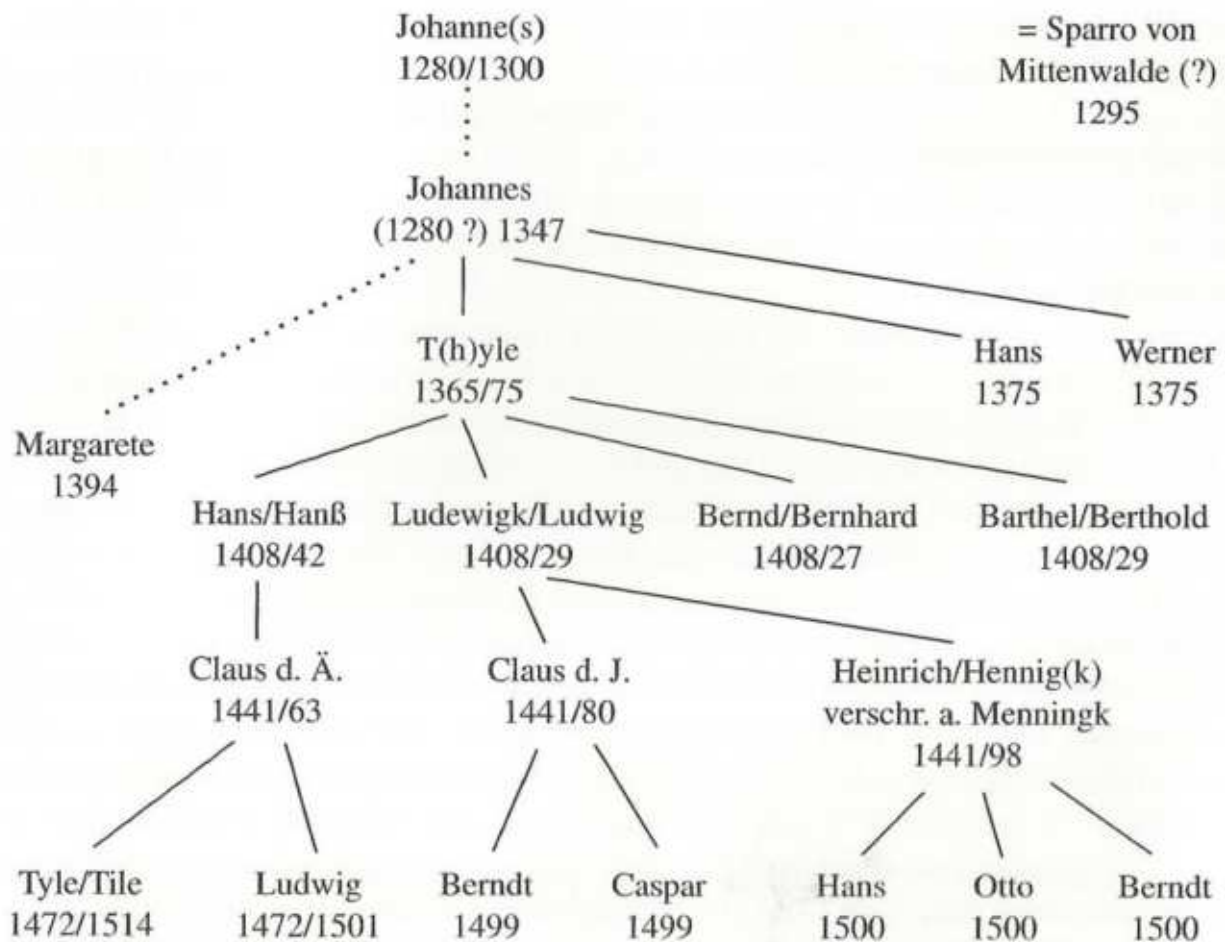 Johanne(s)
1280/1300
= Sparro von
Mittenwalde (?)
1295
Johannes
(1280 ?) 1347
T(h)yle
1365/75
Hans
1375
Werner
1375
Margarete
1394
Hans/Hanß
1408/42
Ludewigk/Ludwig
1408/29
Bernd/Bernhard
1408/27
Barthel/Berthold
1408/29
Claus d. Ä.
1441/63
Claus d. J.
1441/80
Heinrich/Hennig(k)
verschr. a. Menningk
1441/98
Tyle/Tile
1472/1514
Ludwig
1472/1501
Berndt
1499
Caspar
1499
Hans
1500
Otto
1500
Berndt
1500